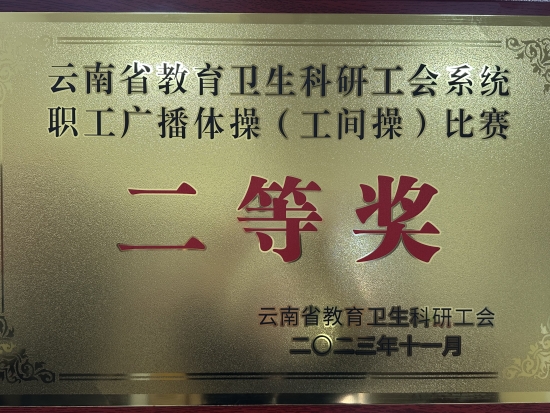 云南省教育卫生科研工会系统
职工广播体操（工间操）比赛
二等奖
云南省教育卫生科研工会
二〇二三年十一月